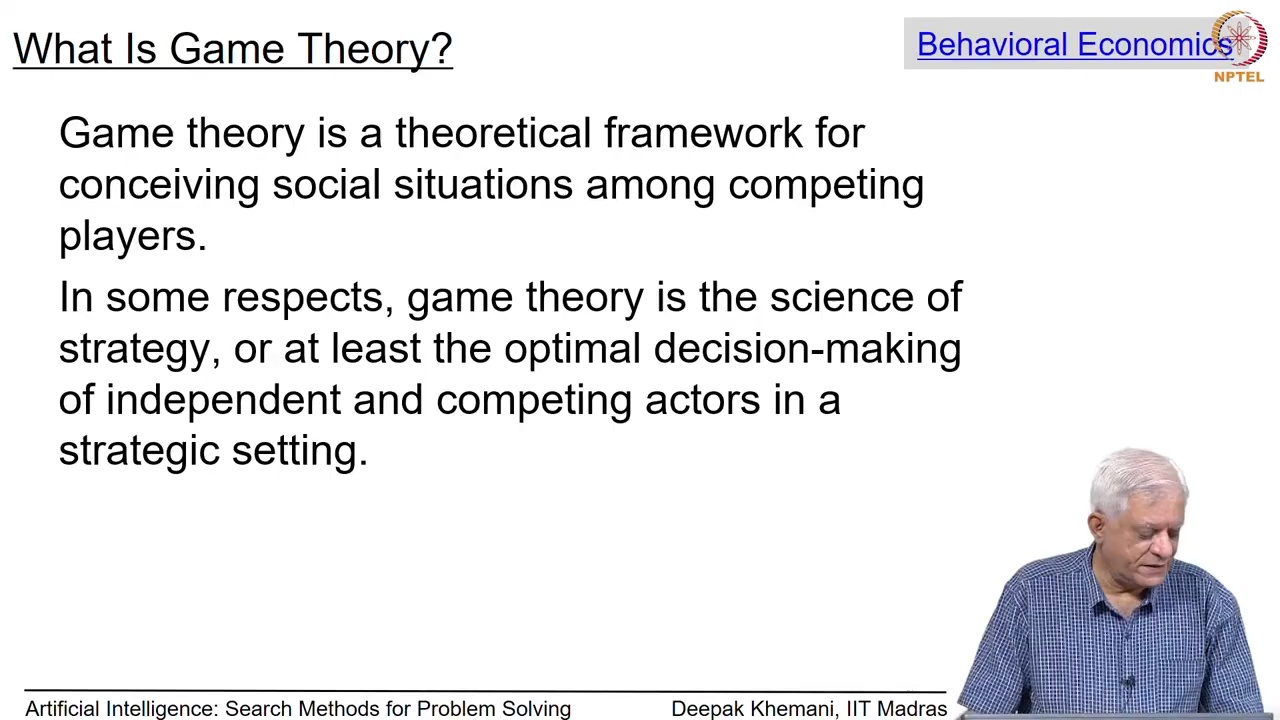 What Is Game Theory?
Behavioral Economics
NPTEL
Game theory is a theoretical framework for
conceiving social situations among competing
players.
In some respects, game theory is the science of
strategy, or at least the optimal decision-making
of independent and competing actors in a
strategic setting.
Artificial Intelligence: Search Methods for Problem Solving
Deepak Khemani, IIT Madras